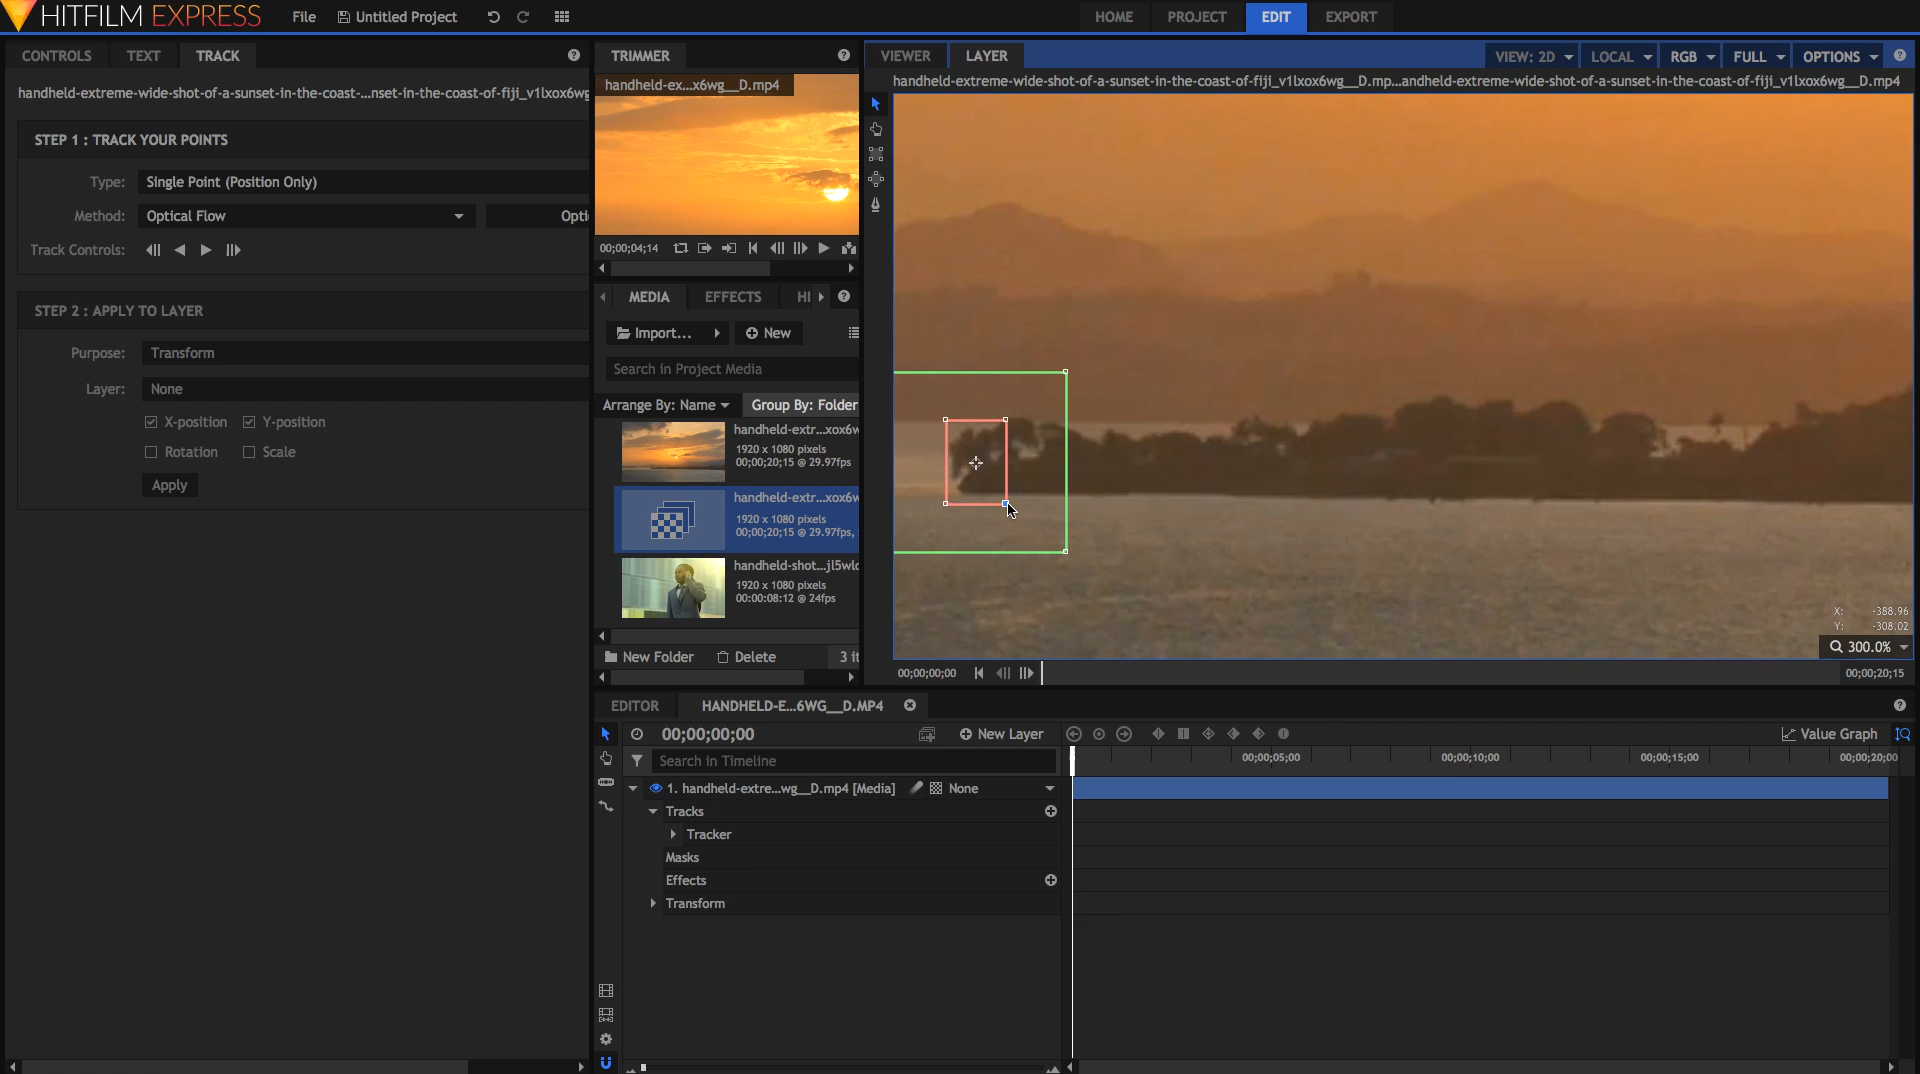 HITFILM EXPRESS
File
Untitled Project
HOME
PROJECT
EDIT
EXPORT
CONTROLS
TEXT
TRACK
handheld-extreme-wide-shot-of-a-sunset-in-the-coast-...nset-in-the-coast-of-fiji_v1lxox6wg
STEP 1 : TRACK YOUR POINTS
Type:
Single Point (Position Only)
Method:
Optical Flow
Opti
Track Controls:
STEP 2 : APPLY TO LAYER
Purpose:
Transform
Layer:
None
X-position
Y-position
Rotation
Scale
Apply
TRIMMER
handheld-ex...x6wg__D.mp4
00;00;04;14
MEDIA
EFFECTS
HI
Import...
New
Search in Project Media
Arrange By: Name
Group By: Folder
handheld-extr...xox6w
1920 x 1080 pixels
00;00;20;15 @ 29.97fps
handheld-extr...xox6w
1920 x 1080 pixels
00;00;20;15 @ 29.97fps,
handheld-shot...jl5wlc
1920 x 1080 pixels
00:00:08:12 @ 24fps
New Folder
Delete
3 it
VIEWER
LAYER
VIEW: 2D
LOCAL
RGB
FULL
OPTIONS
handheld-extreme-wide-shot-of-a-sunset-in-the-coast-of-fiji_v1lxox6wg__D.mp...andheld-extreme-wide-shot-of-a-sunset-in-the-coast-of-fiji_v1lxox6wg__D.mp4
X: -388.96
Y: -308.02
300.0%
00;00;00;00
00;00;20;15
EDITOR
HANDHELD-E...6WG__D.MP4
00;00;00;00
New Layer
Value Graph
Search in Timeline
00;00;05;00
00;00;10;00
00;00;15;00
00;00;20;00
1. handheld-extre...wg__D.mp4 [Media]
None
Tracks
Tracker
Masks
Effects
Transform